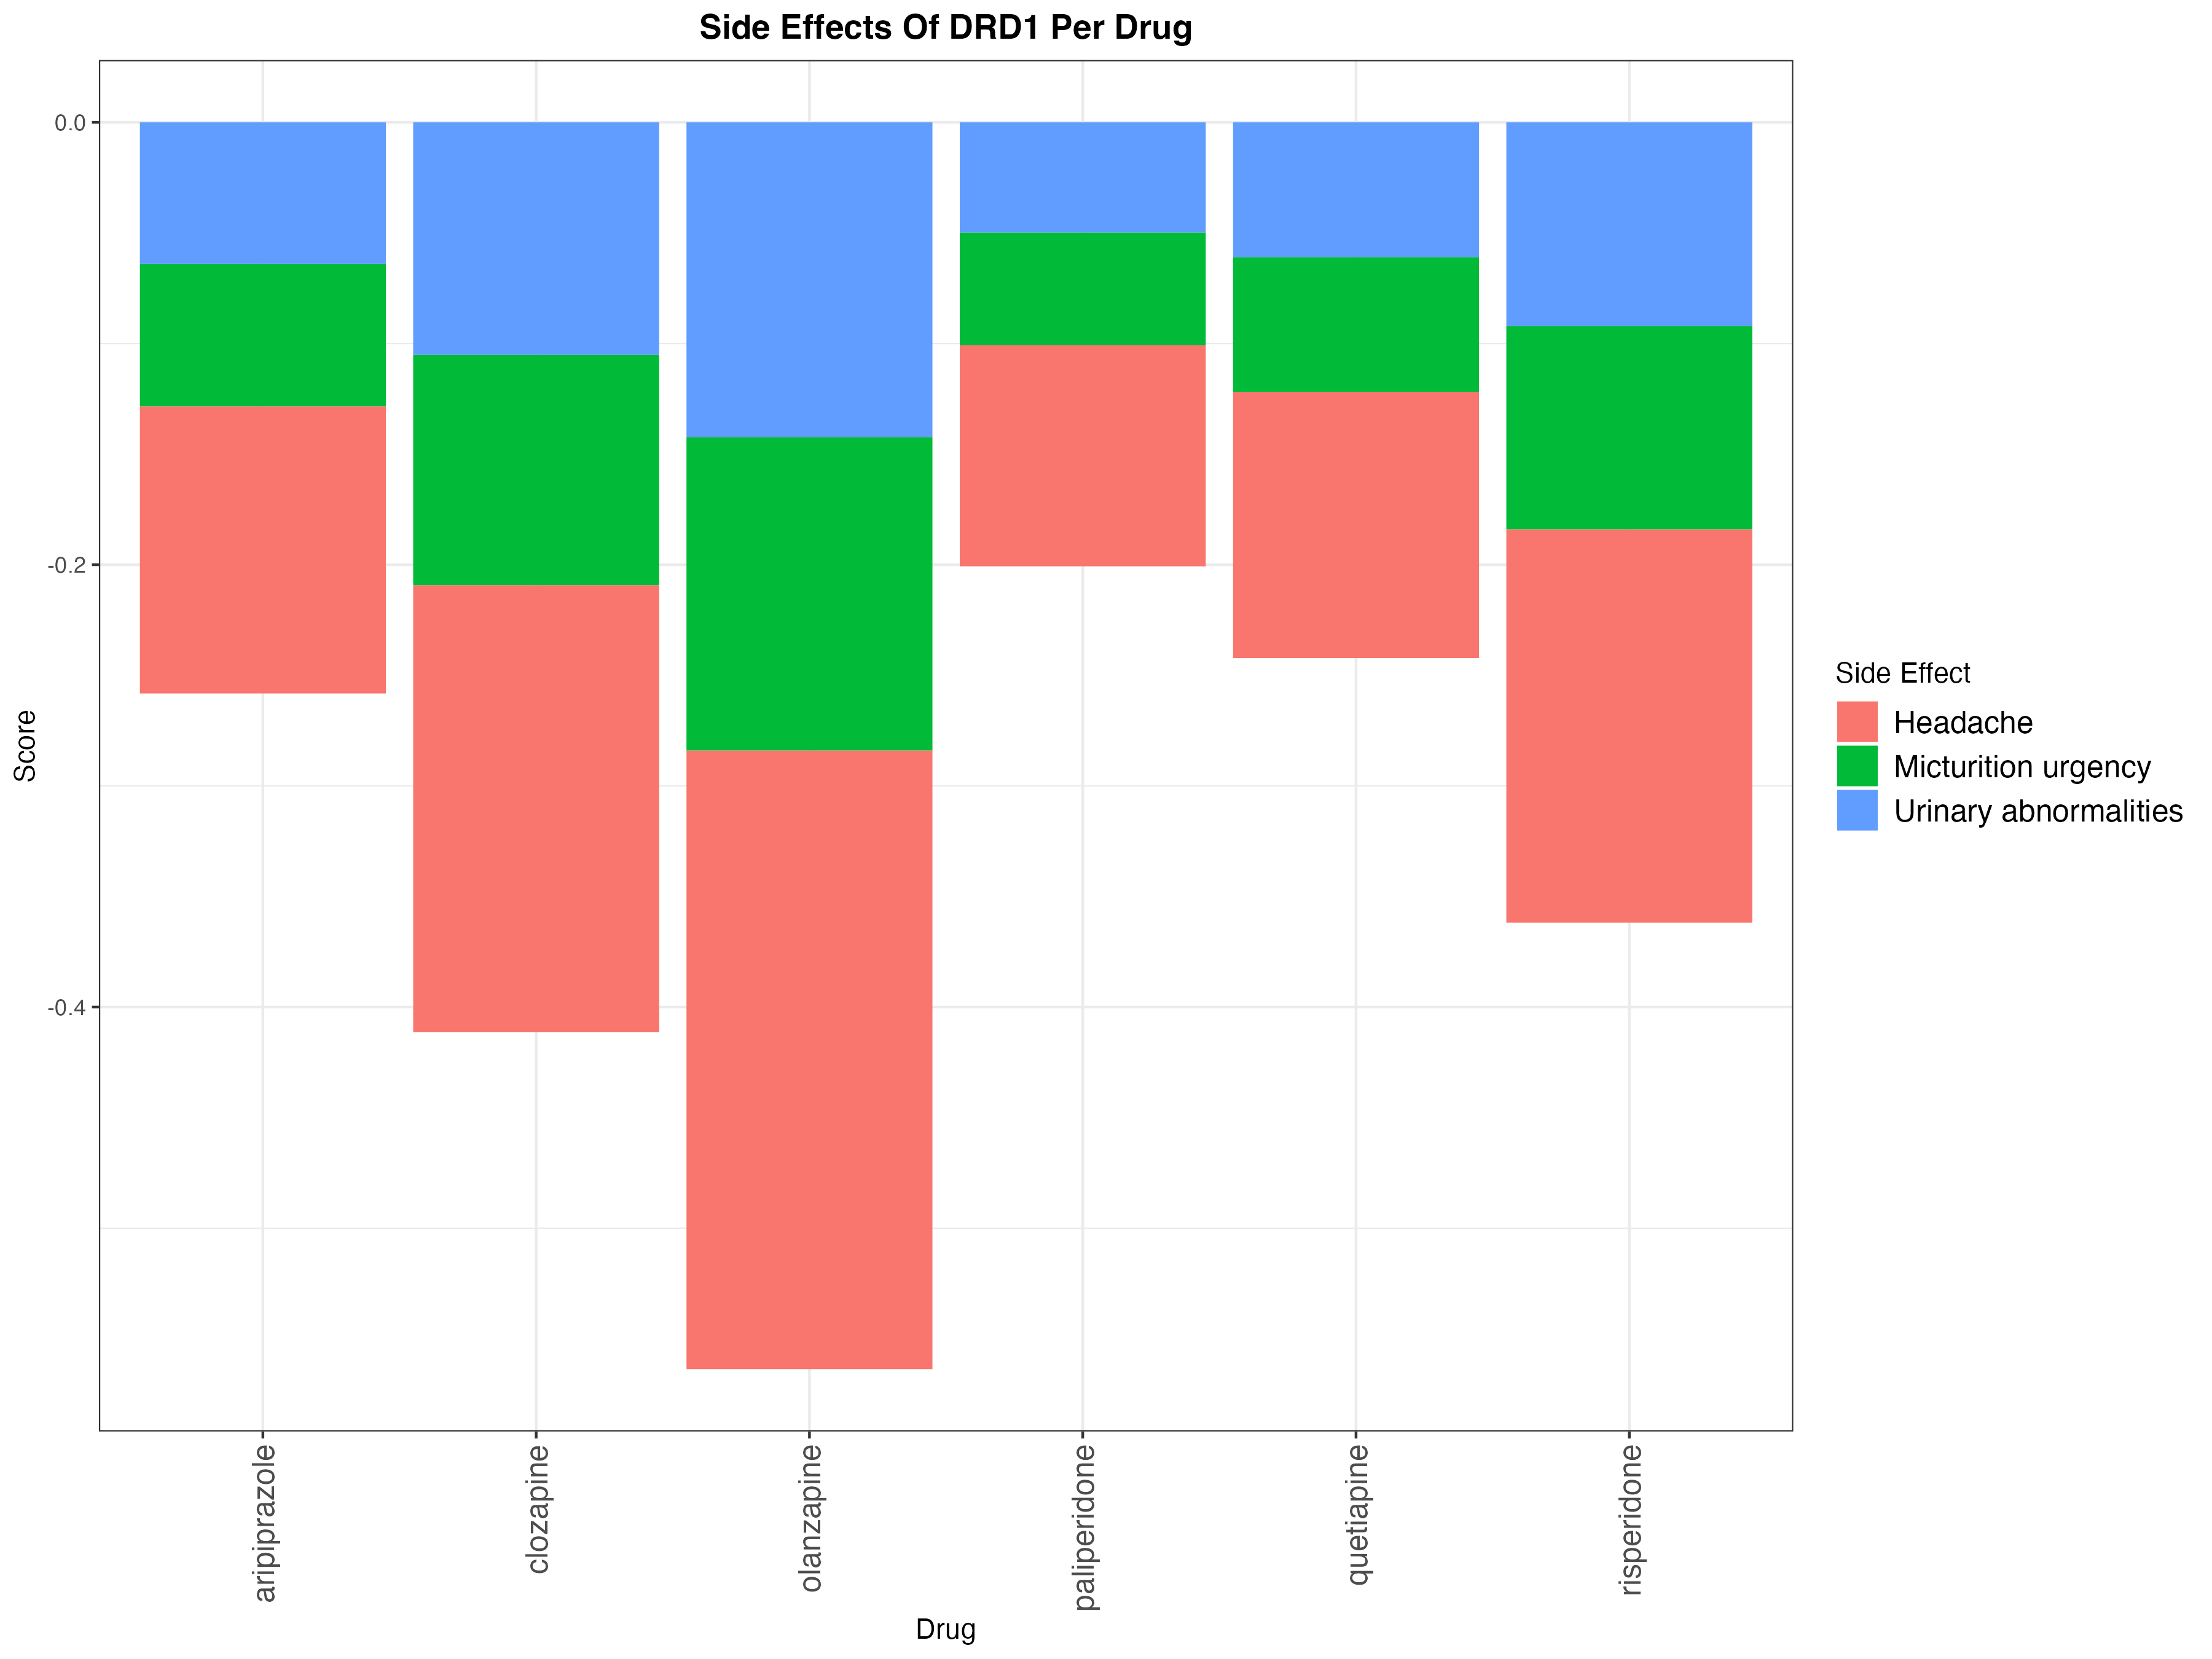 Side Effects Of DRD1 Per Drug
0.0
-0.2
-0.4
Score
aripiprazole
clozapine
olanzapine
paliperidone
quetiapine
risperidone
Drug
Side Effect
Headache
Micturition urgency
Urinary abnormalities